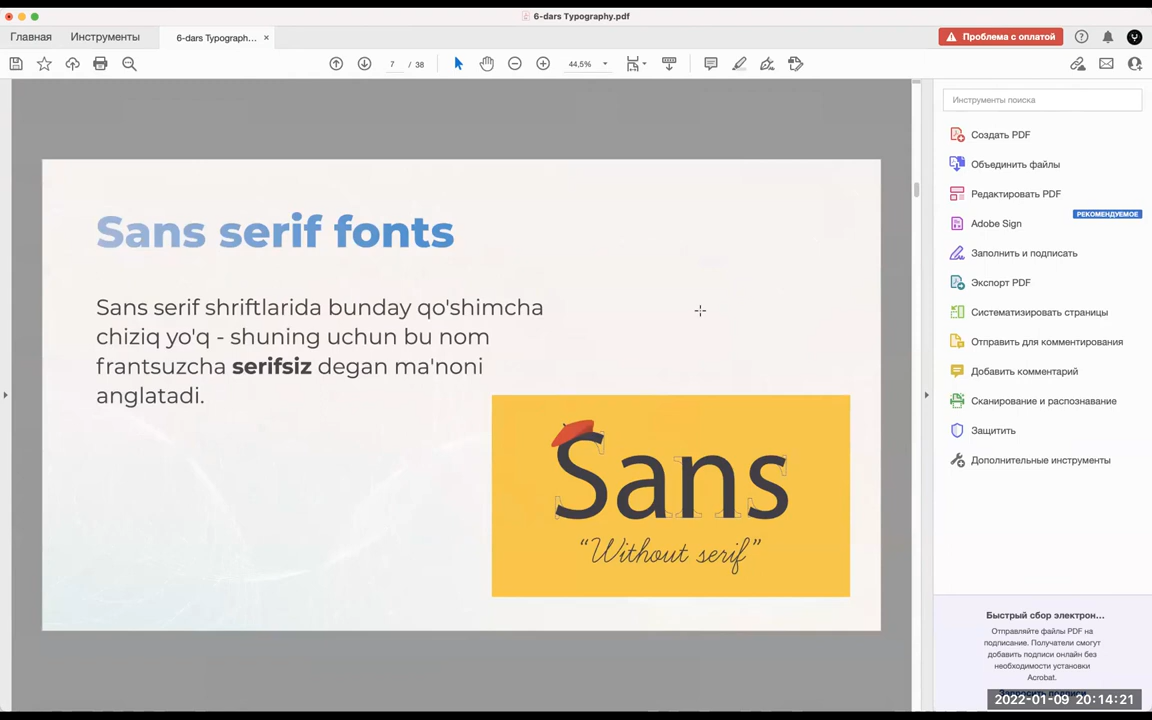 6-dars Typography.pdf
Главная Инструменты 6-dars Typograph... × Проблема с оплатой
7 / 38 44,5%
Инструменты поиска
Создать PDF
Объединить файлы
Редактировать PDF
РЕКОМЕНДУЕМОЕ
Adobe Sign
Заполнить и подписать
Экспорт PDF
Систематизировать страницы
Отправить для комментирования
Добавить комментарий
Сканирование и распознавание
Защитить
Дополнительные инструменты
Sans serif fonts
Sans serif shriftlarida bunday qo'shimcha
chiziq yo'q - shuning uchun bu nom
frantsuzcha serifsiz degan ma'noni
anglatadi.
Sans
“Without serif”
Быстрый сбор электрон...
Отправляйте файлы PDF на
подписание. Получатели смогут
добавить подписи онлайн без
необходимости установки
Acrobat.
2022-01-09 20:14:21